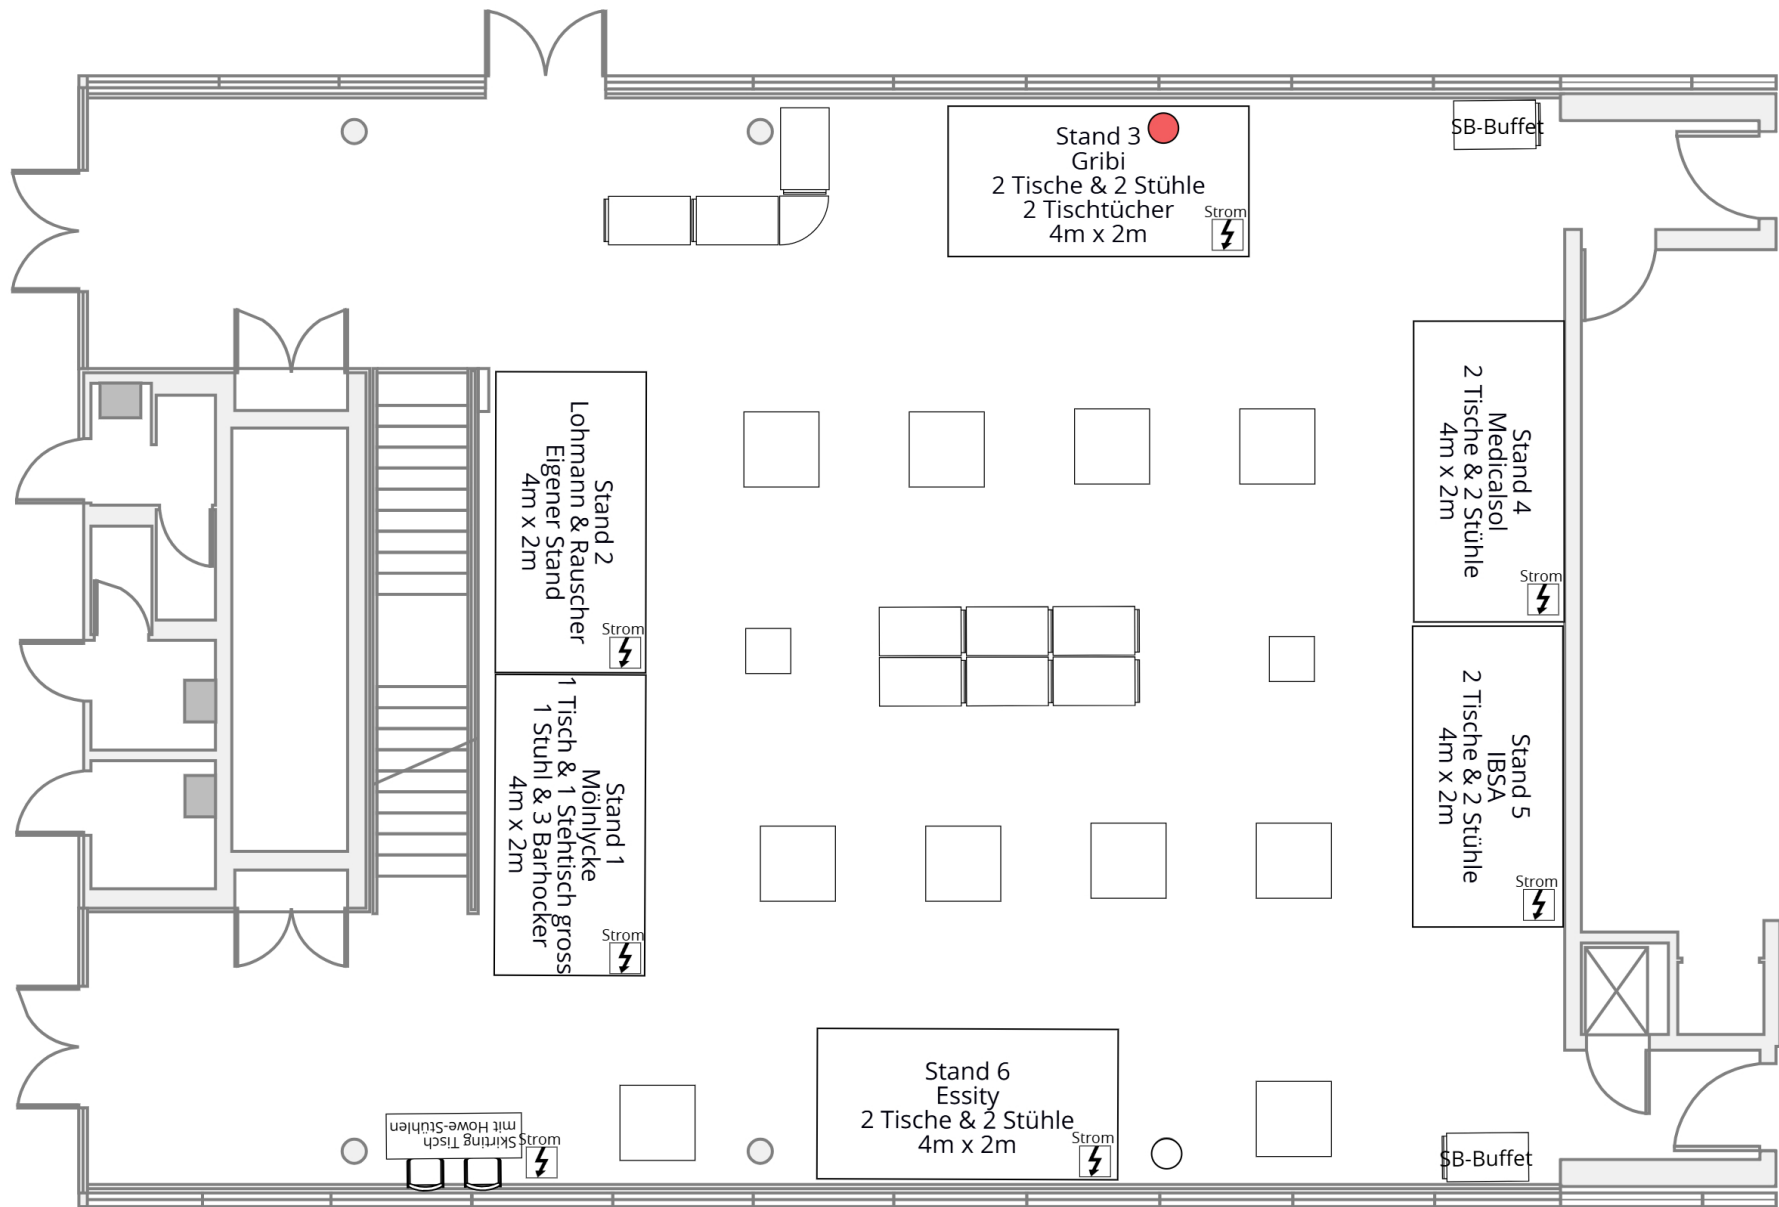 Stand 3
Gribi
2 Tische & 2 Stühle
2 Tischtücher
4m x 2m
Strom
SB-Buffet
Stand 2
Lohmann & Rauscher
Eigener Stand
4m x 2m
Strom
Stand 4
Medicalsol
2 Tische & 2 Stühle
4m x 2m
Strom
Stand 1
Mölnlycke
1 Tisch & 1 Stehtisch gross
1 Stuhl & 3 Barhocker
4m x 2m
Strom
Stand 5
IBSA
2 Tische & 2 Stühle
4m x 2m
Strom
Stand 6
Essity
2 Tische & 2 Stühle
4m x 2m
Strom
Skirting Tisch
mit Howe-Stühlen
Strom
SB-Buffet